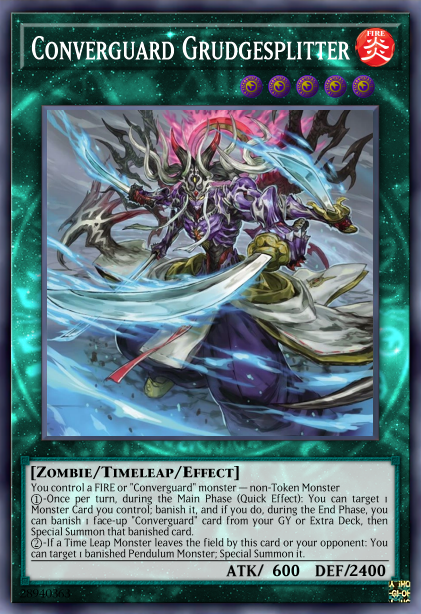 CONVERGUARD GRUDGESPLITTER
FIRE
炎
[ZOMBIE/TIMELEAP/EFFECT]
You control a FIRE or "Converguard" monster — non-Token Monster
①-Once per turn, during the Main Phase (Quick Effect): You can target 1
Monster Card you control; banish it, and if you do, during the End Phase, you
can banish 1 face-up "Converguard" card from your GY or Extra Deck, then
Special Summon that banished card.
②-If a Time Leap Monster leaves the field by this card or your opponent: You
can target 1 banished Pendulum Monster; Special Summon it.
ATK/ 600 DEF/2400